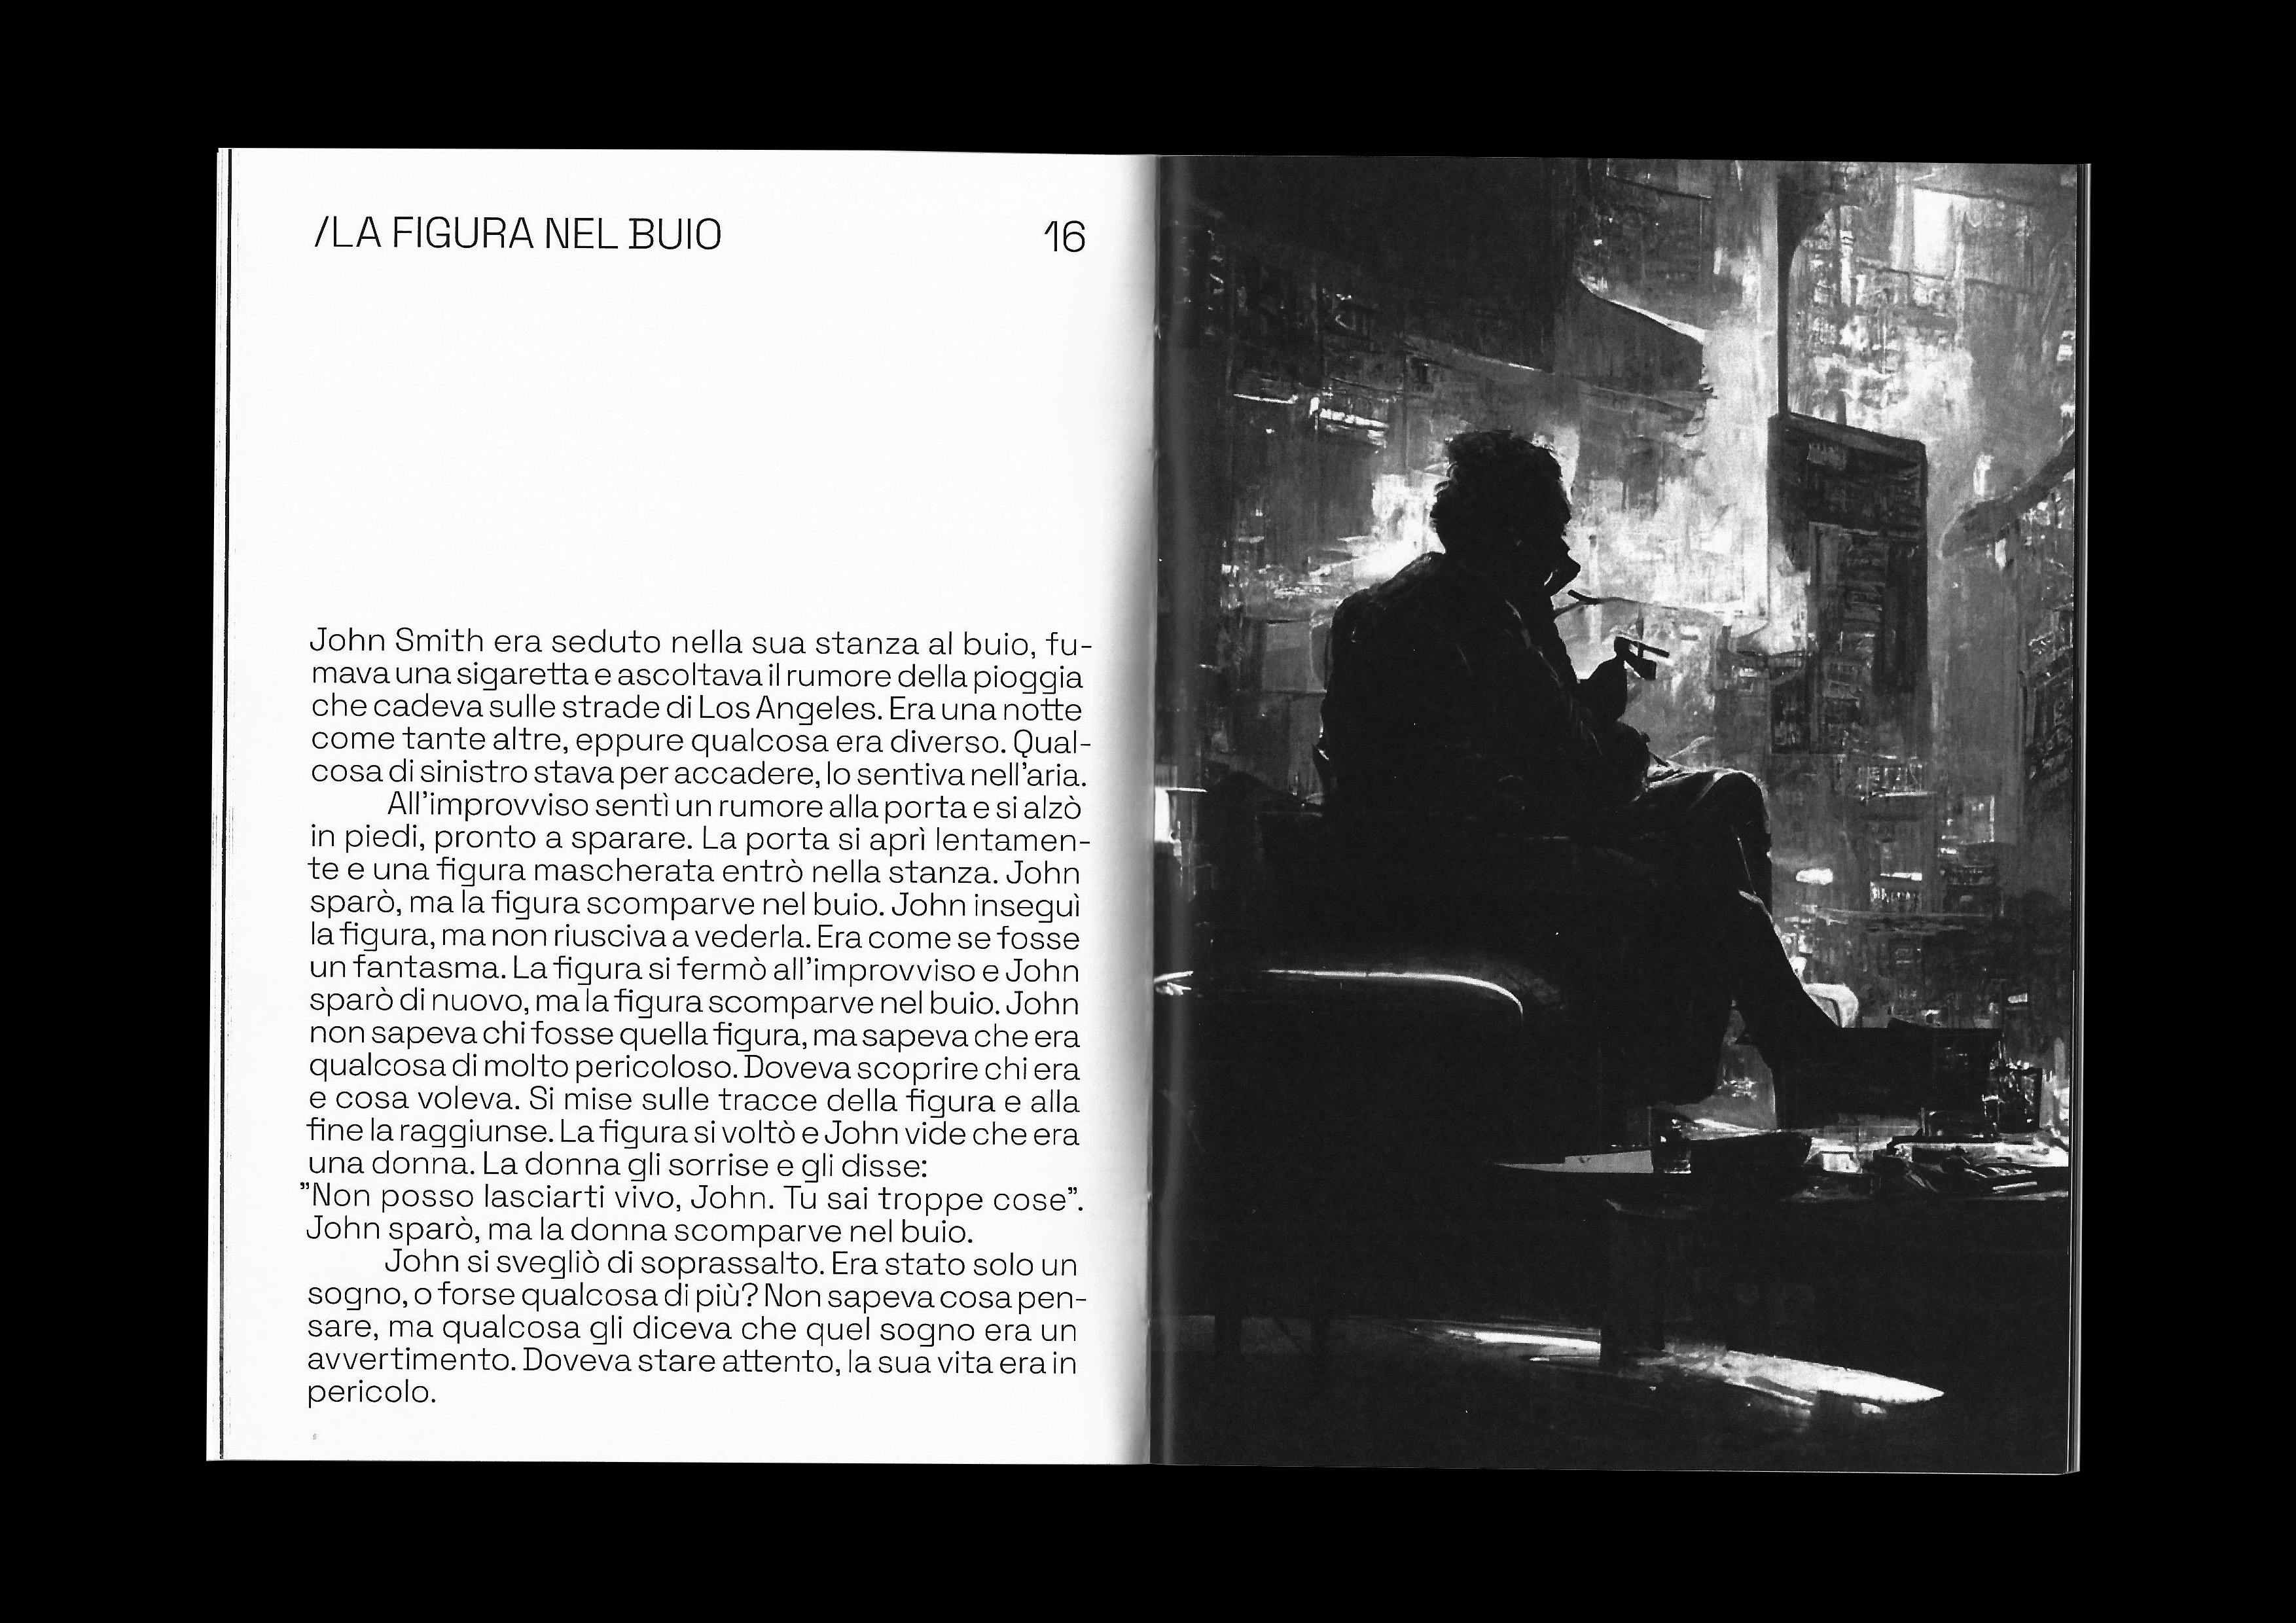 /LA FIGURA NEL BUIO
16
John Smith era seduto nella sua stanza al buio, fu-
mava una sigaretta e ascoltava il rumore della pioggia
che cadeva sulle strade di Los Angeles. Era una notte
come tante altre, eppure qualcosa era diverso. Qual-
cosa di sinistro stava per accadere, lo sentiva nell'aria.
All'improvviso sentì un rumore alla porta e si alzò
in piedi, pronto a sparare. La porta si aprì lentamen-
te e una figura mascherata entrò nella stanza. John
sparò, ma la figura scomparve nel buio. John inseguì
la figura, ma non riusciva a vederla. Era come se fosse
un fantasma. La figura si fermò all'improvviso e John
sparò di nuovo, ma la figura scomparve nel buio. John
non sapeva chi fosse quella figura, ma sapeva che era
qualcosa di molto pericoloso. Doveva scoprire chi era
e cosa voleva. Si mise sulle tracce della figura e alla
fine la raggiunse. La figura si voltò e John vide che era
una donna. La donna gli sorrise e gli disse:
”Non posso lasciarti vivo, John. Tu sai troppe cose”.
John sparò, ma la donna scomparve nel buio.
John si svegliò di soprassalto. Era stato solo un
sogno, o forse qualcosa di più? Non sapeva cosa pen-
sare, ma qualcosa gli diceva che quel sogno era un
avvertimento. Doveva stare attento, la sua vita era in
pericolo.